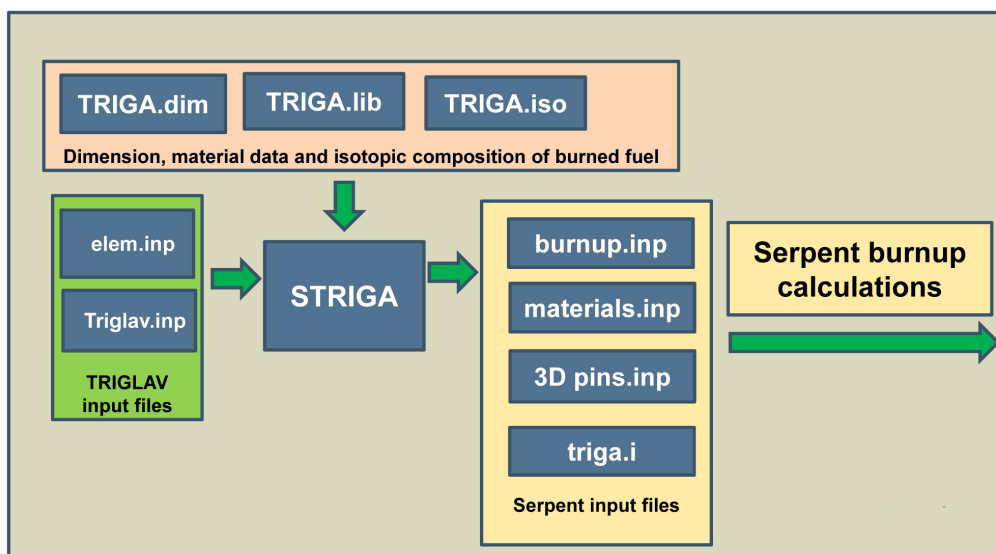 TRIGA.dim
TRIGA.lib
TRIGA.iso
Dimension, material data and isotopic composition of burned fuel
elem.inp
Triglav.inp
TRIGLAV
input files
STRIGA
burnup.inp
materials.inp
3D pins.inp
triga.i
Serpent input files
Serpent burnup
calculations